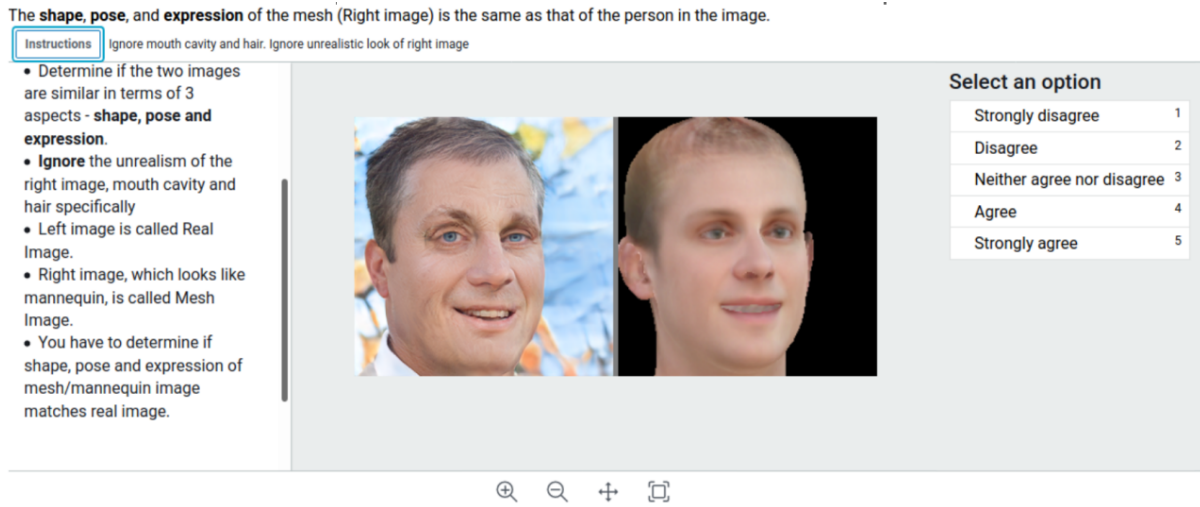 The shape, pose, and expression of the mesh (Right image) is the same as that of the person in the image.
Instructions
Ignore mouth cavity and hair. Ignore unrealistic look of right image
• Determine if the two images
are similar in terms of 3
aspects - shape, pose and
expression.
• Ignore the unrealism of the
right image, mouth cavity and
hair specifically
• Left image is called Real
Image.
• Right image, which looks like
mannequin, is called Mesh
Image.
• You have to determine if
shape, pose and expression of
mesh/mannequin image
matches real image.
Select an option
Strongly disagree 1
Disagree 2
Neither agree nor disagree 3
Agree 4
Strongly agree 5